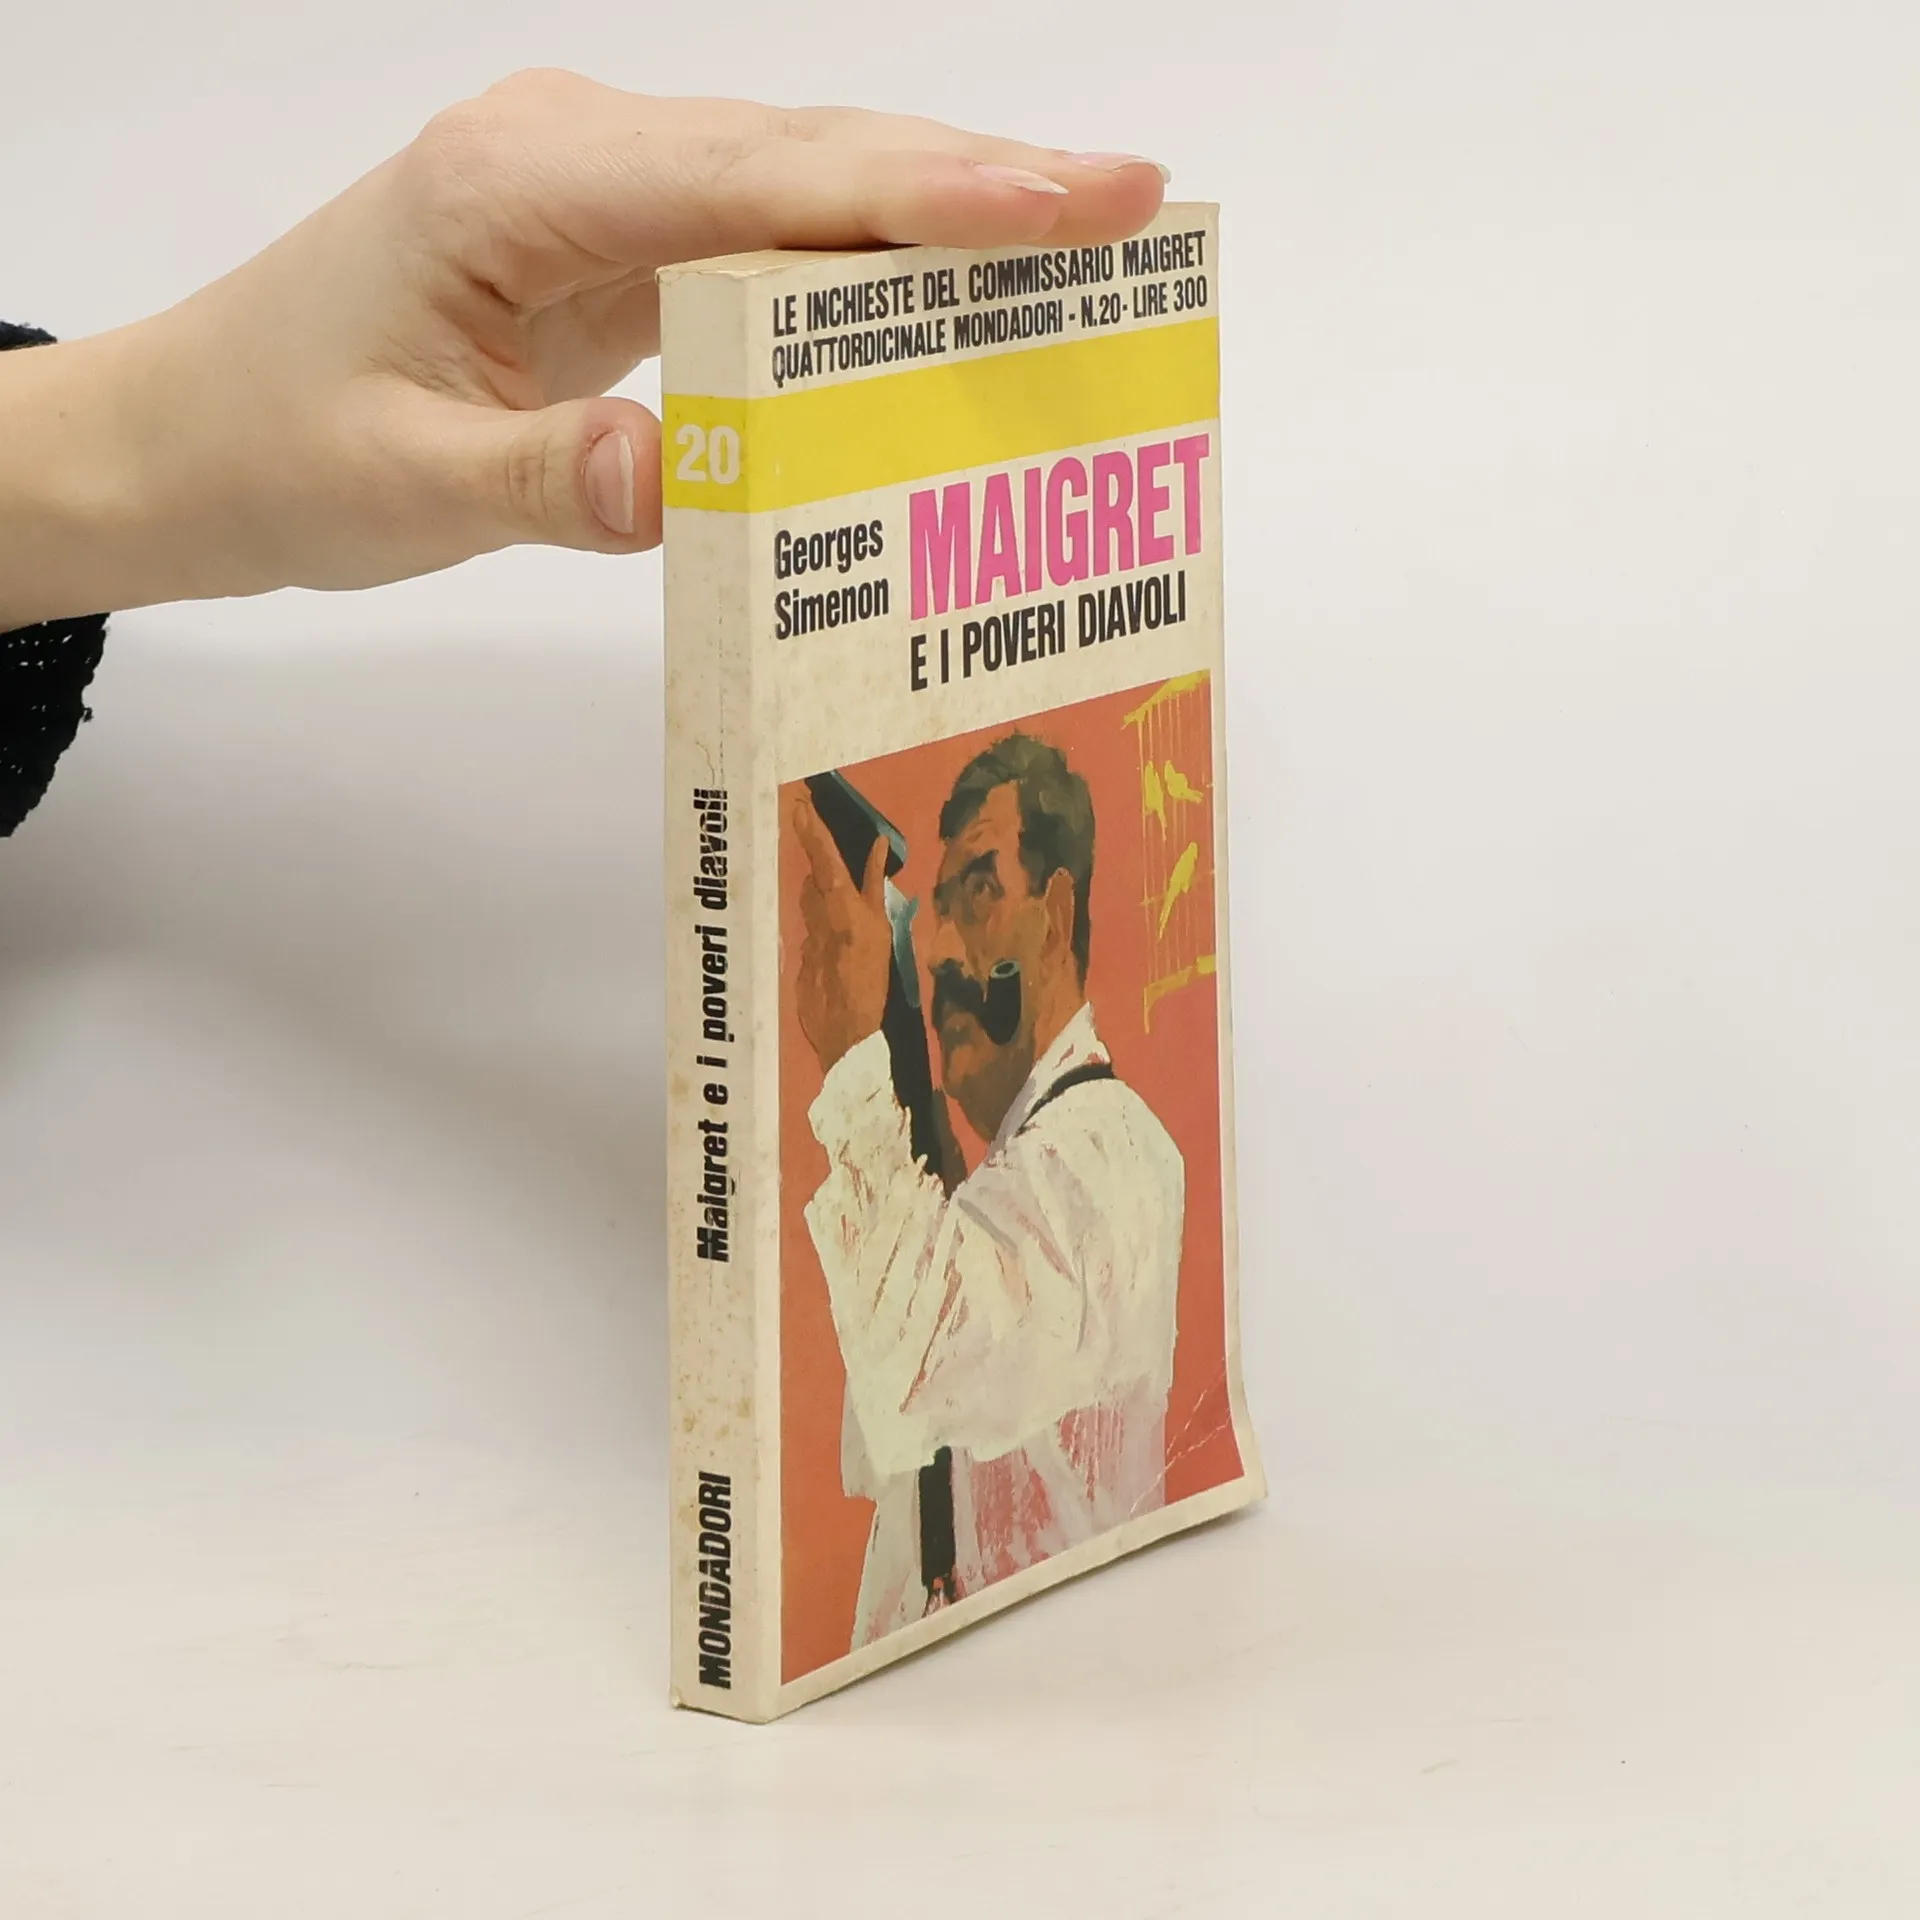 LE INCHIESTE DEL COMMISSARIO MAIGRET
QUATTORDICINALE MONDADORI - N.20 - LIRE 300
20
Georges
Simenon
MAIGRET
E I POVERI DIAVOLI
Maigret e i poveri diavoli
MONDADORI